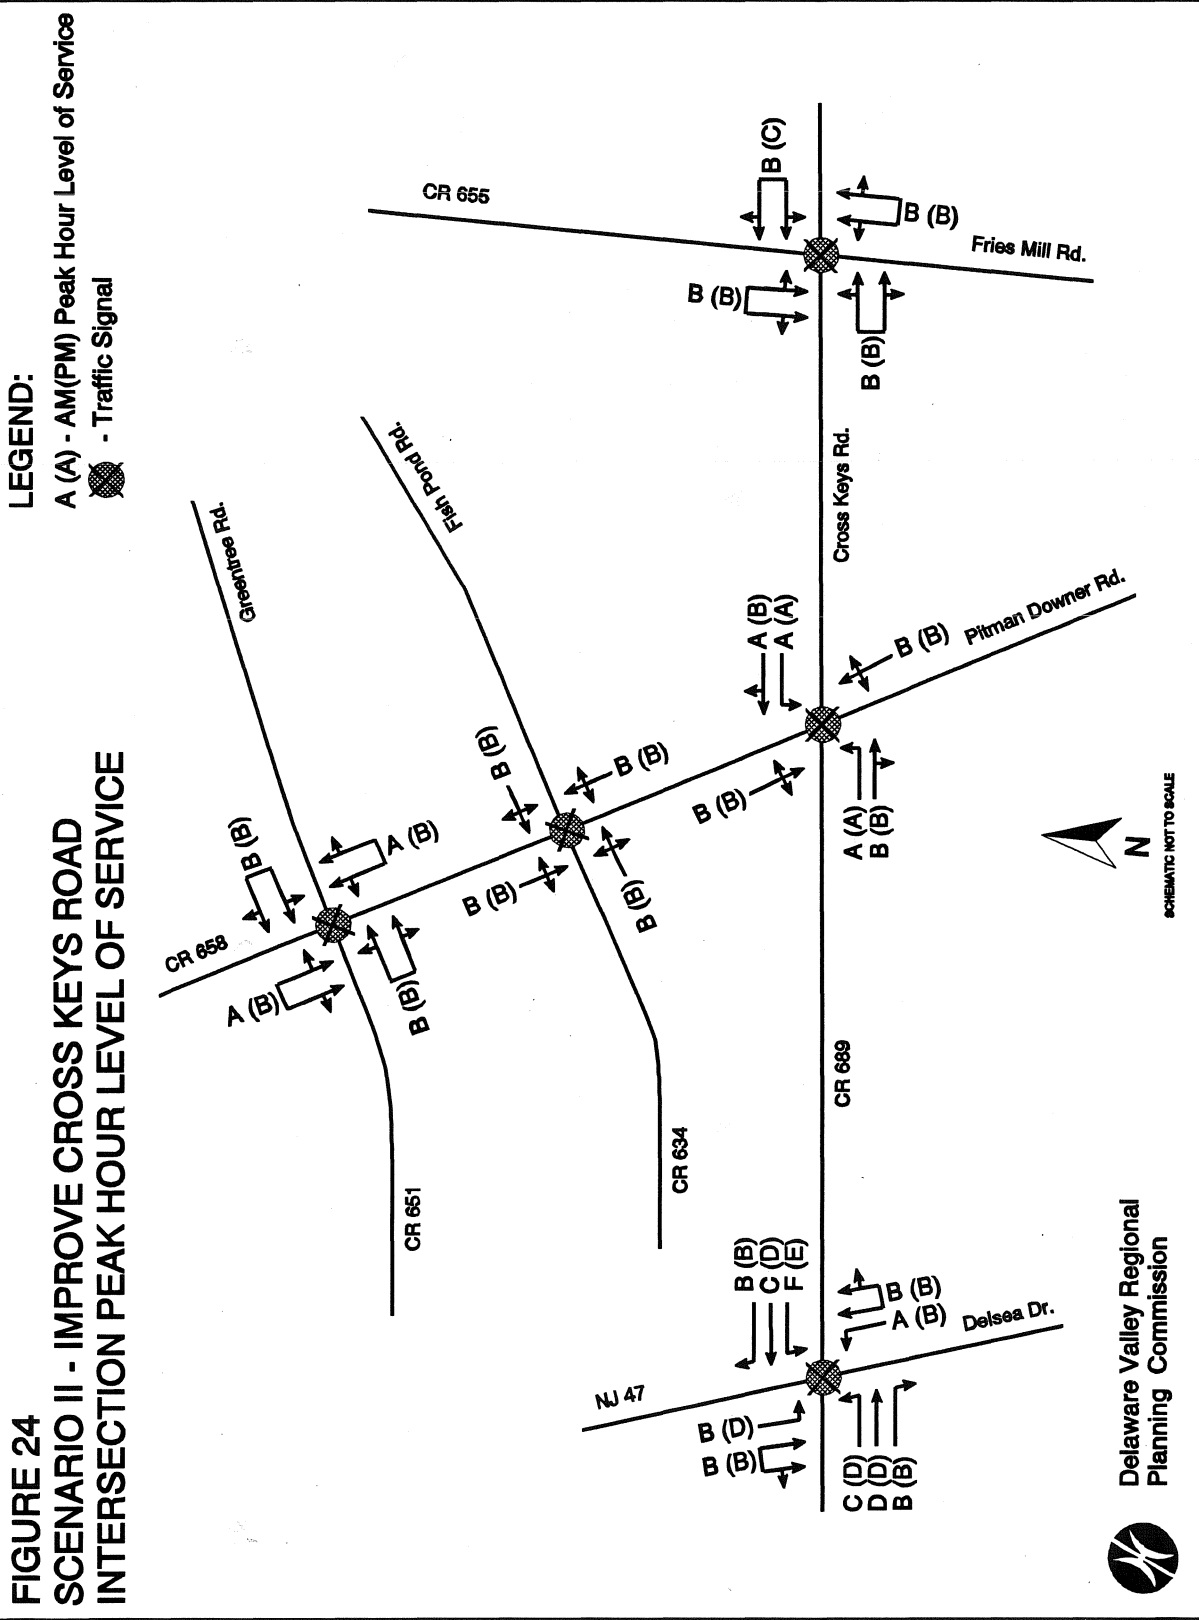 FIGURE 24
SCENARIO II - IMPROVE CROSS KEYS ROAD
INTERSECTION PEAK HOUR LEVEL OF SERVICE
LEGEND:
A (A) - AM(PM) Peak Hour Level of Service
- Traffic Signal
CR 658
Greentree Rd.
B (B)
A (B)
A (B)
B (B)
CR 651
Fish Pond Rd.
B (B)
B (B)
B (B)
B (B)
CR 634
CR 655
B (C)
B (B)
B (B)
B (B)
Fries Mill Rd.
Cross Keys Rd.
A (B)
A (A)
B (B)
B (B)
Pitman Downer Rd.
A (A)
B (B)
CR 689
NJ 47
B (B)
C (D)
F (E)
B (D)
B (B)
B (B)
A (B)
Delsea Dr.
C (D)
D (D)
B (B)
N
SCHEMATIC NOT TO SCALE
Delaware Valley Regional
Planning Commission